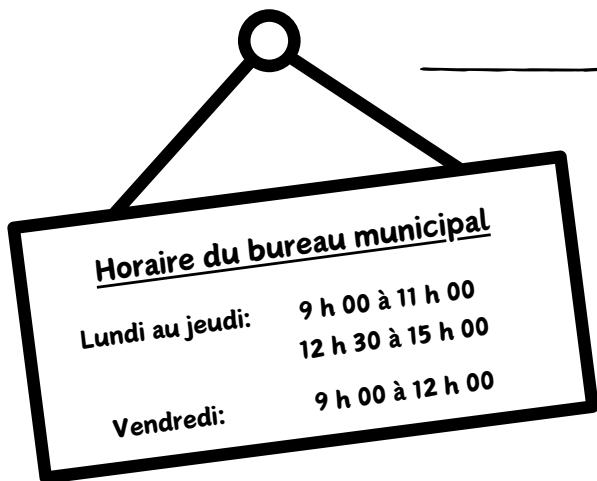 Horaire du bureau municipal
Lundi au jeudi: 9 h 00 à 11 h 00
12 h 30 à 15 h 00
Vendredi: 9 h 00 à 12 h 00